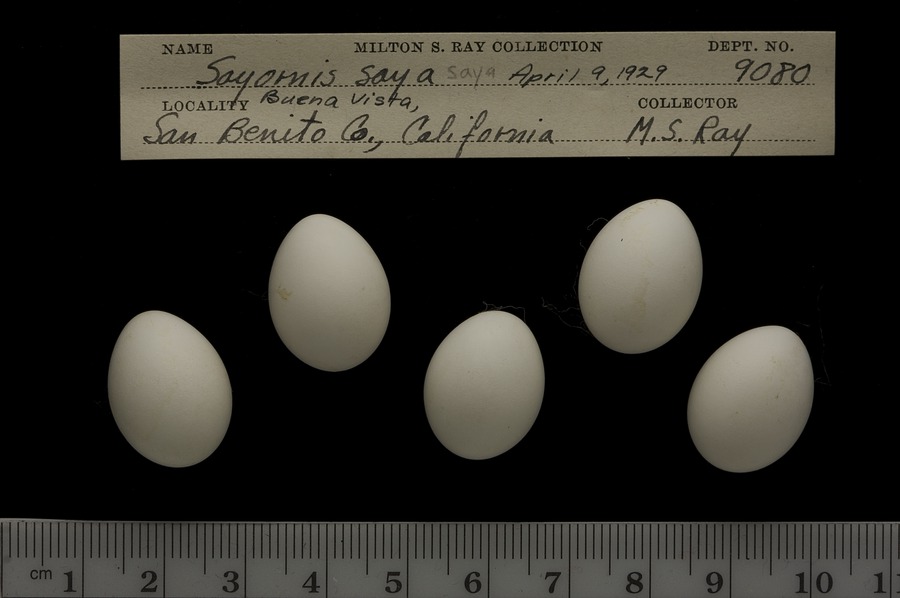 NAME MILTON S. RAY COLLECTION DEPT. NO.
Sayornis saya saya April 9, 1929 9080
LOCALITY Buena Vista, COLLECTOR
San Benito Co., California M.S. Ray
cm 1 2 3 4 5 6 7 8 9 10 11